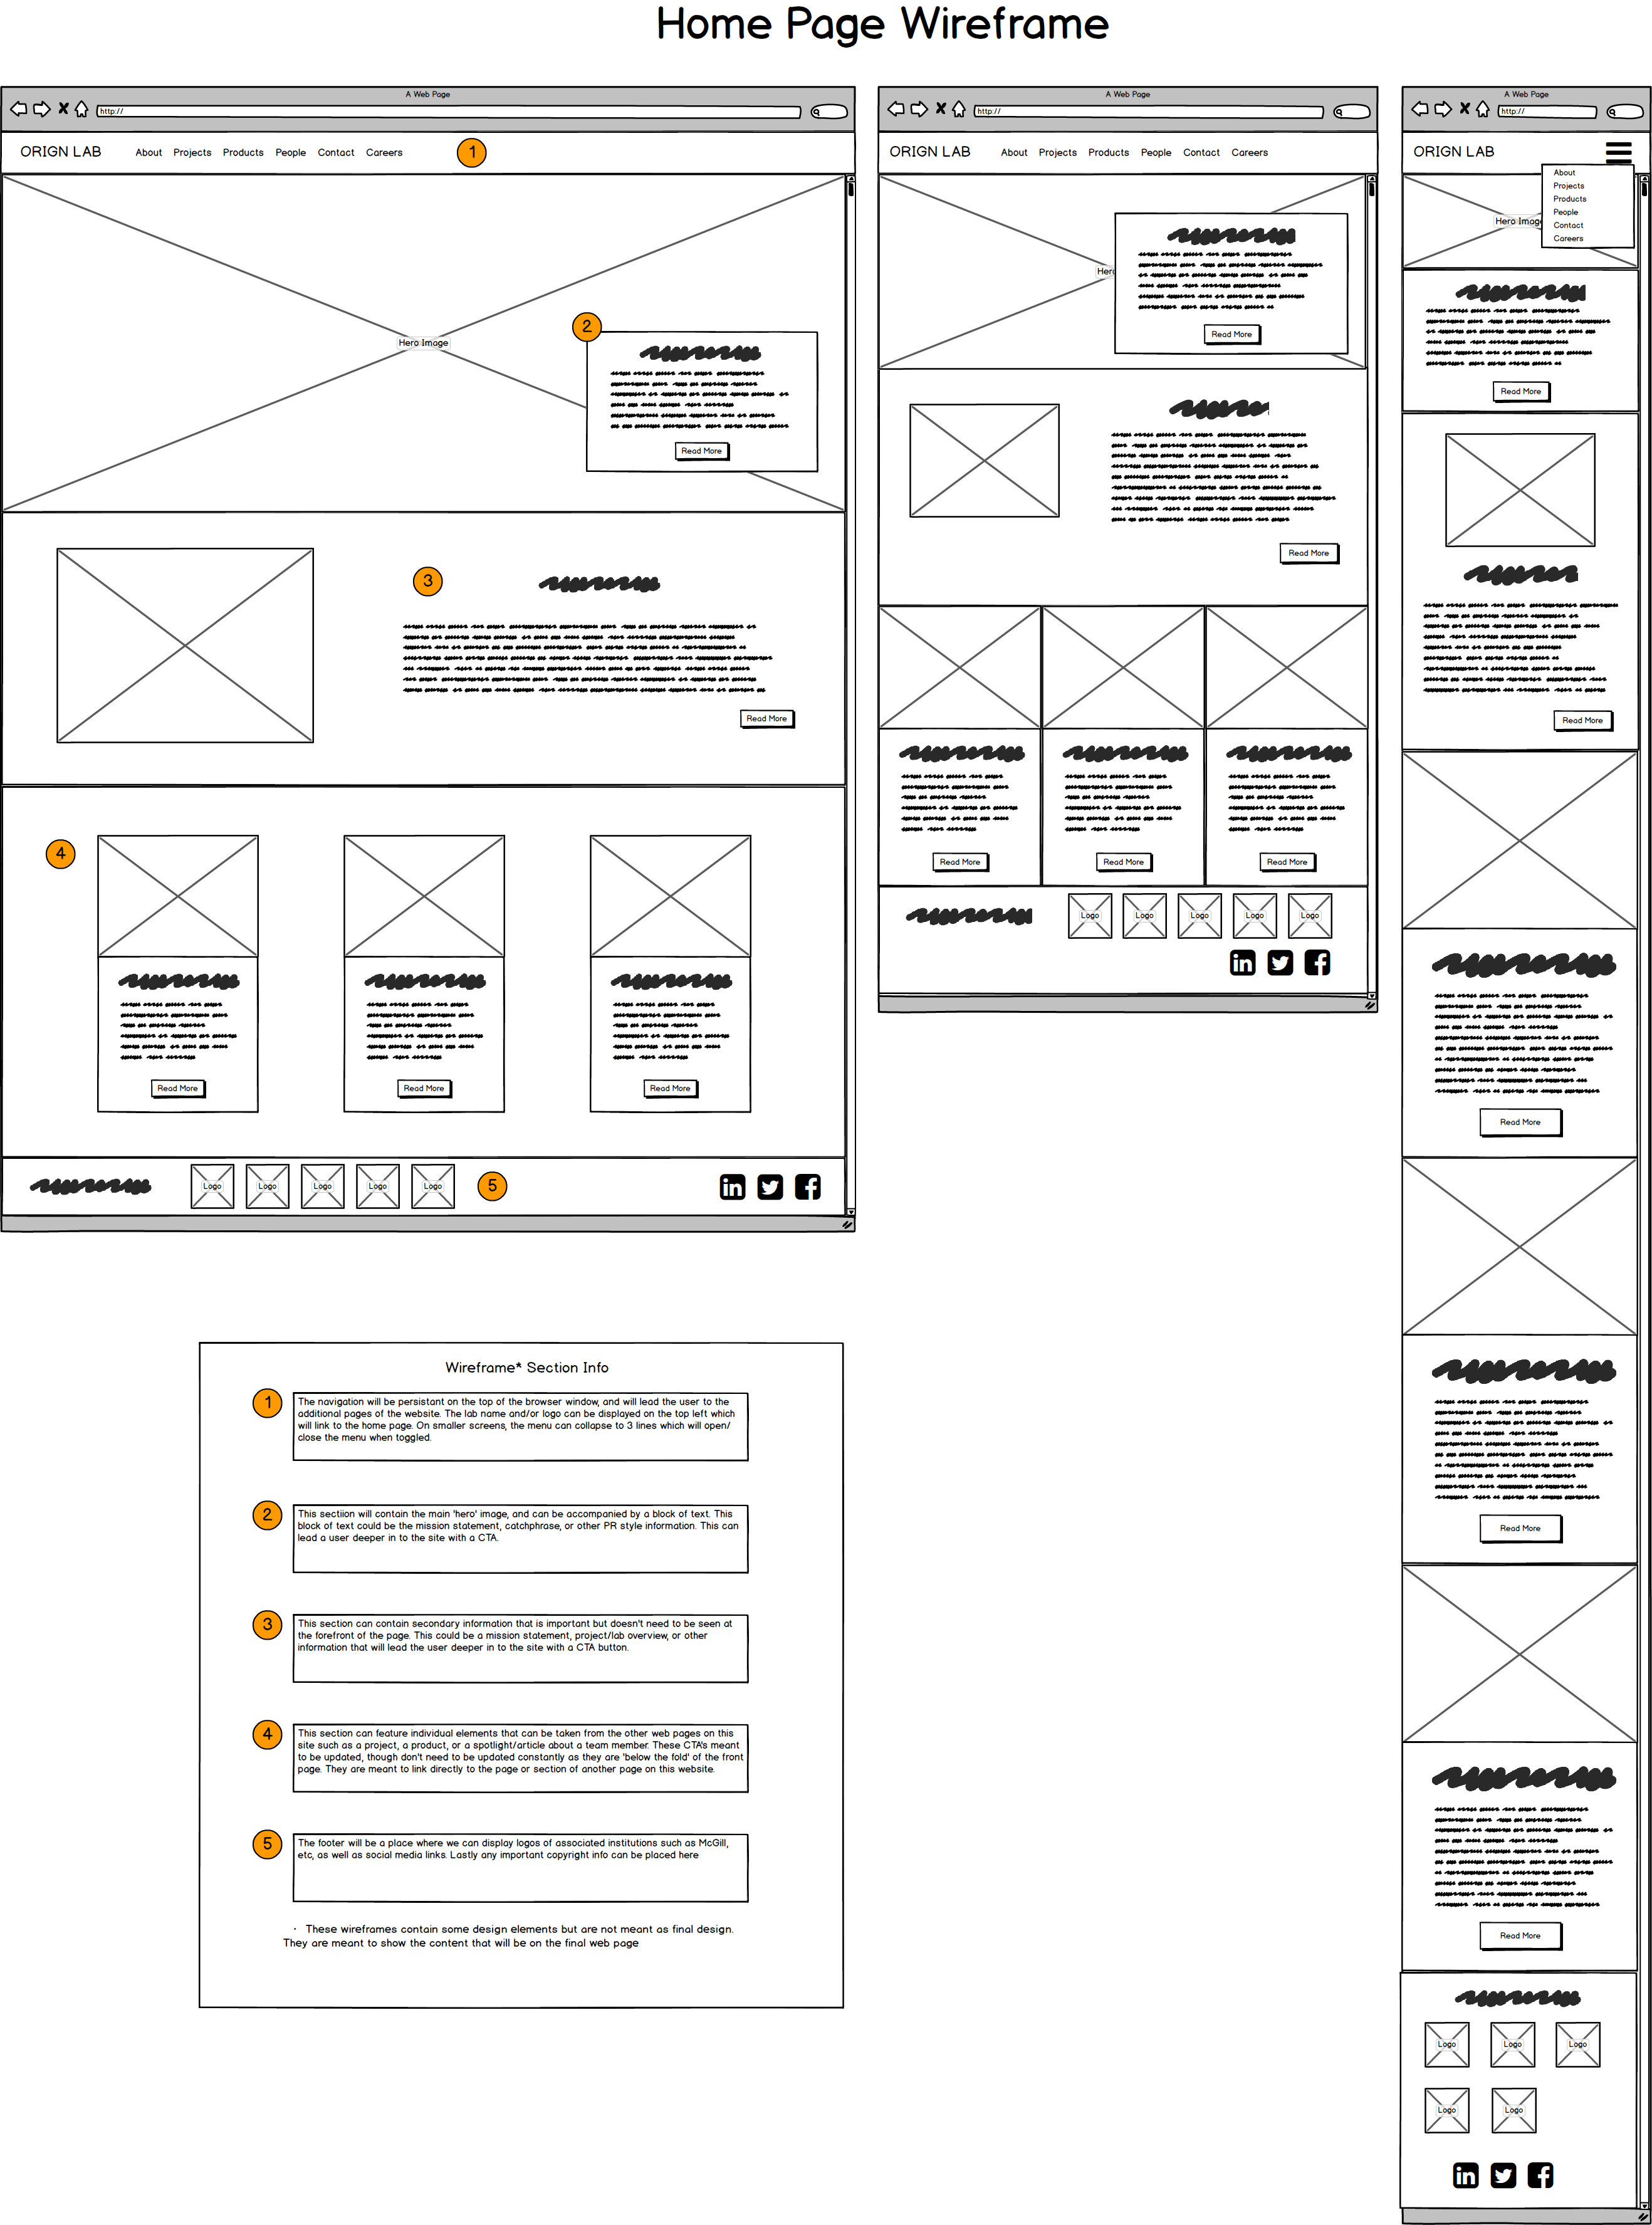 Home Page Wireframe
A Web Page
http://
ORIGN LAB About Projects Products People Contact Careers
1
Hero Image
2
Read More
3
Read More
4
Read More Read More Read More
Logo Logo Logo Logo Logo
5
A Web Page
http://
ORIGN LAB About Projects Products People Contact Careers
Hero
Read More
Read More
Read More Read More Read More
Logo Logo Logo Logo Logo
A Web Page
http://
ORIGN LAB
About
Projects
Products
People
Contact
Careers
Hero Image
Read More
Read More
Read More
Read More
Read More
Logo Logo Logo
Logo Logo
Wireframe* Section Info
1
The navigation will be persistant on the top of the browser window, and will lead the user to the
additional pages of the website. The lab name and/or logo can be displayed on the top left which
will link to the home page. On smaller screens, the menu can collapse to 3 lines which will open/
close the menu when toggled.
2
This sectiion will contain the main 'hero' image, and can be accompanied by a block of text. This
block of text could be the mission statement, catchphrase, or other PR style information. This can
lead a user deeper in to the site with a CTA.
3
This section can contain secondary information that is important but doesn't need to be seen at
the forefront of the page. This could be a mission statement, project/lab overview, or other
information that will lead the user deeper in to the site with a CTA button.
4
This section can feature individual elements that can be taken from the other web pages on this
site such as a project, a product, or a spotlight/article about a team member. These CTA's meant
to be updated, though don't need to be updated constantly as they are 'below the fold' of the front
page. They are meant to link directly to the page or section of another page on this website.
5
The footer will be a place where we can display logos of associated institutions such as McGill,
etc, as well as social media links. Lastly any important copyright info can be placed here
· These wireframes contain some design elements but are not meant as final design.
They are meant to show the content that will be on the final web page